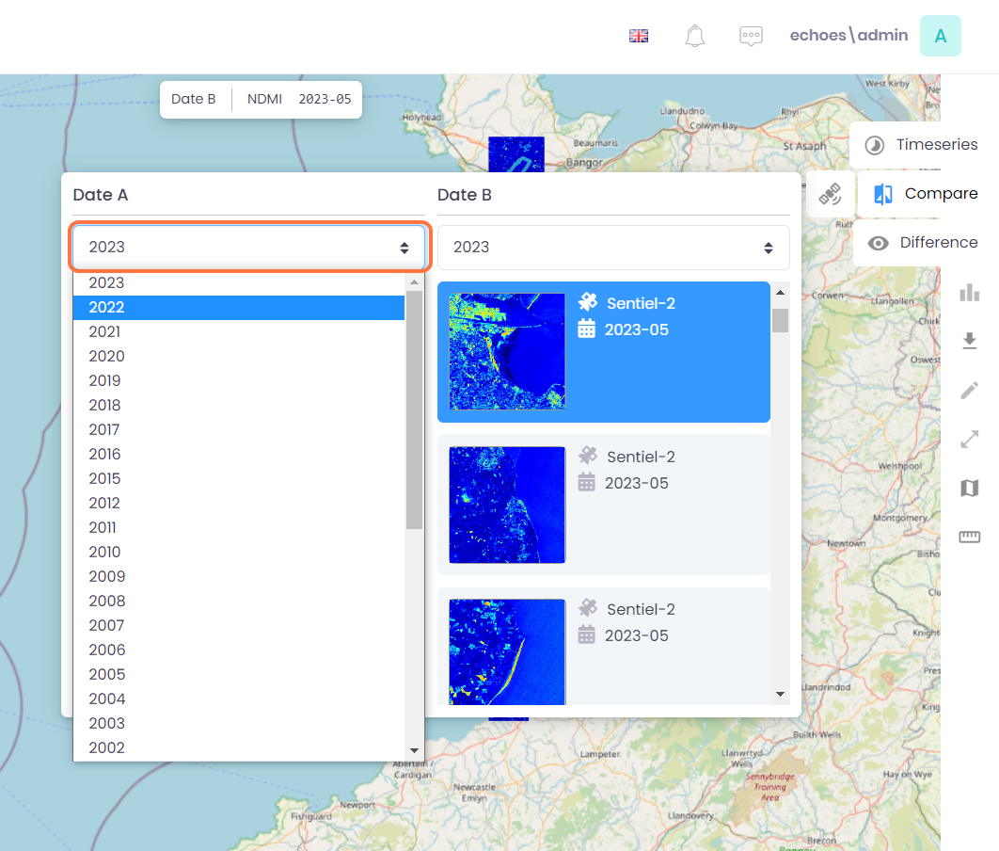 echoes\admin
A
Date B
NDMI
2023-05
West Kirby
Llandudno
Rhyl
Colwyn Bay
Holyhead
Beaumaris
St Asaph
Bangor
Timeseries
Compare
Difference
Date A
Date B
2023
2023
2023
2022
2021
2020
2019
2018
2017
2016
2015
2012
2011
2010
2009
2008
2007
2006
2005
2004
2003
2002
Sentiel-2
2023-05
Sentiel-2
2023-05
Sentiel-2
2023-05
Ruth
Corwen
Llangollen
Chirk
Oswest
Welshpool
Montgomery
Newtown
Bisho
Clu
Knight
Pres
Llandrindod
King
Builth Wells
Aberteifi /
Cardigan
Lampeter
Llanwrtyd-
Wells
Sennybridge
Training
Area
Hay on Wye
Newcastle
Emlyn
Newport
Fishguard
Llandovery
Brecon